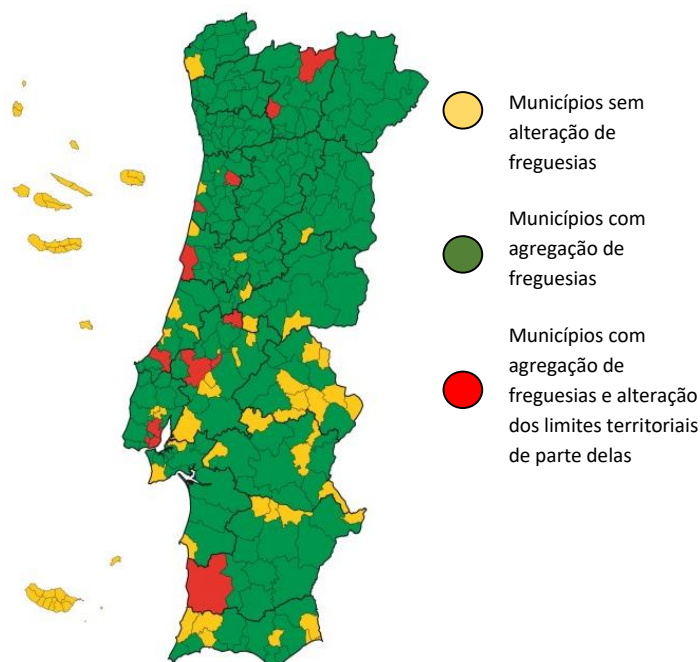 Municípios sem
alteração de
freguesias
Municípios com
agregação de
freguesias
Municípios com
agregação de
freguesias e alteração
dos limites territoriais
de parte delas